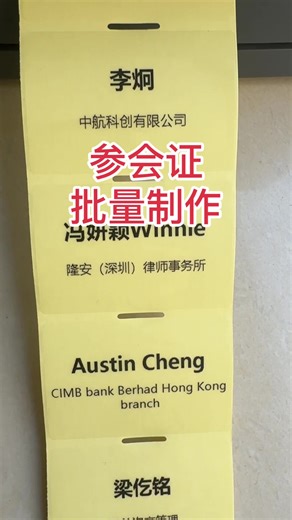 李炯
中航科创有限公司
参会证
批量制作
冯妍颖Winnie
隆安（深圳）律师事务所
Austin Cheng
CIMB bank Berhad Hong Kong
branch
梁仡铭